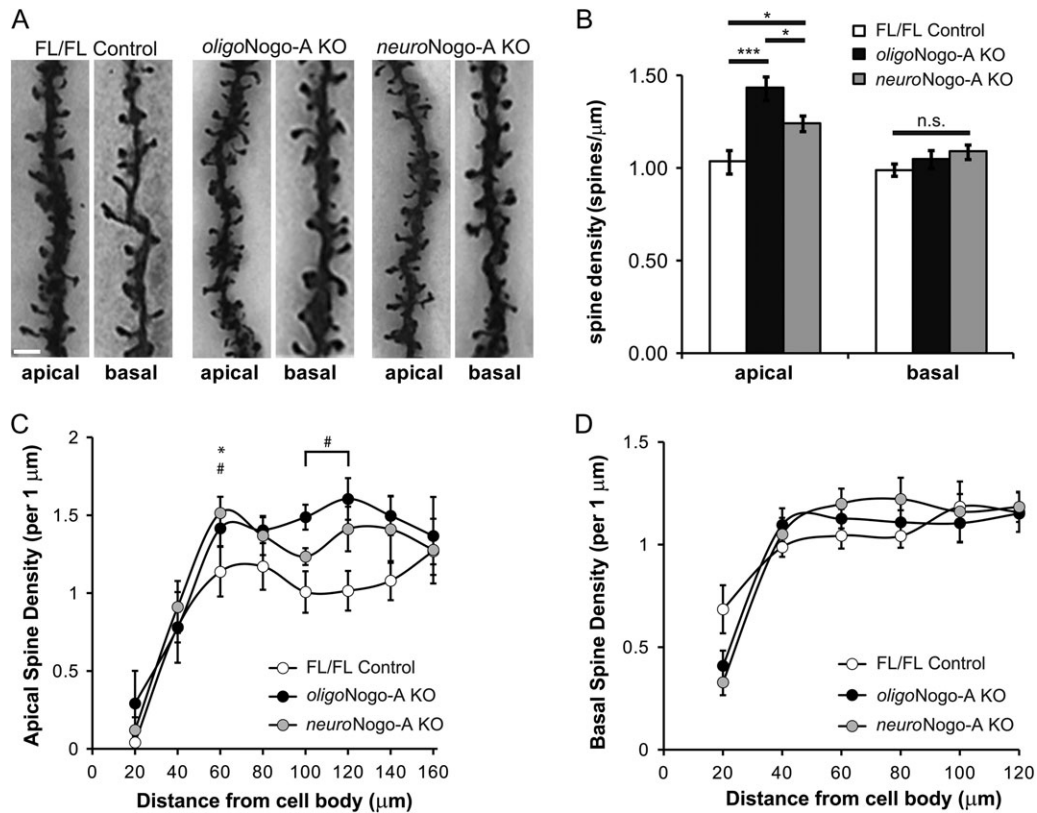 A
FL/FL Control
oligoNogo-A KO
neuroNogo-A KO
apical
basal
apical
basal
apical
basal
B
spine density (spines/μm)
1.50
1.00
0.50
0.00
*
*
***
n.s.
FL/FL Control
oligoNogo-A KO
neuroNogo-A KO
apical
basal
C
Apical Spine Density (per 1 μm)
2
1.5
1
0.5
0
*
#
#
FL/FL Control
oligoNogo-A KO
neuroNogo-A KO
0 20 40 60 80 100 120 140 160
Distance from cell body (μm)
D
Basal Spine Density (per 1 μm)
1.5
1
0.5
0
FL/FL Control
oligoNogo-A KO
neuroNogo-A KO
0 20 40 60 80 100 120
Distance from cell body (μm)